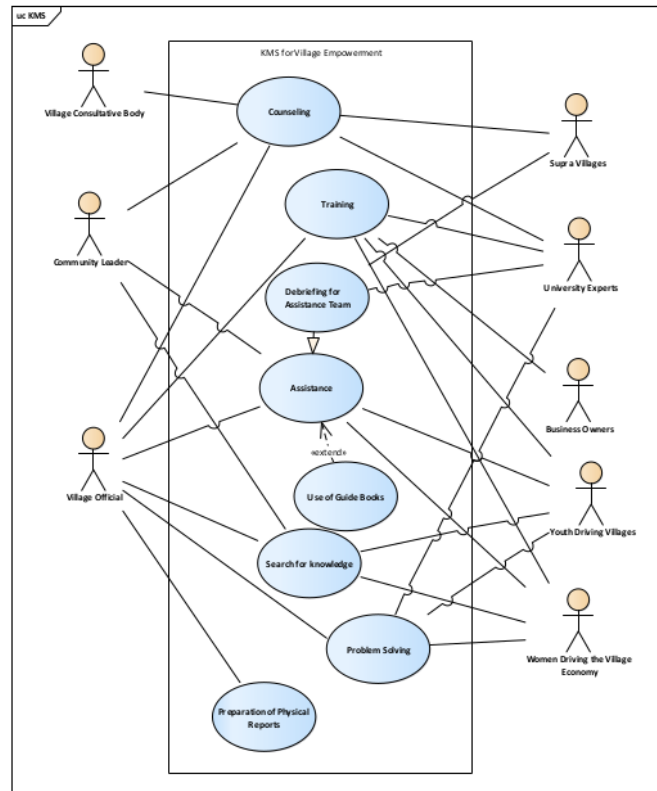 uc KMS
KMS for Village Empowerment
Village Consultative Body
Counseling
Supra Villages
Training
Community Leader
University Experts
Debriefing for
Assistance Team
Assistance
Business Owners
«extend»
Village Official
Use of Guide Books
Youth Driving Villages
Search for knowledge
Problem Solving
Women Driving the Village
Economy
Preparation of Physical
Reports